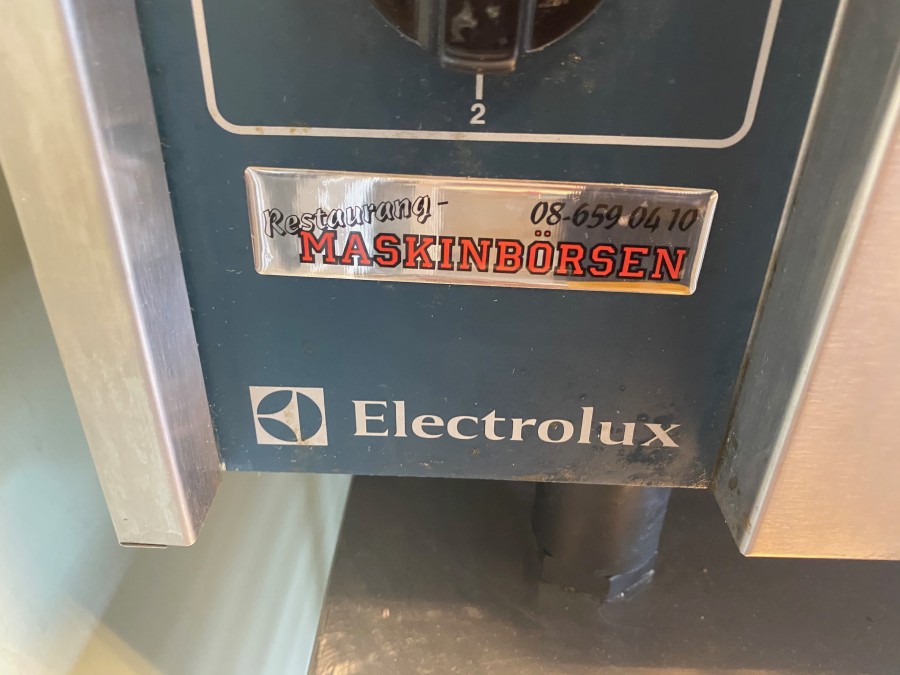 2
Restaurang- 08-659 04 10
MASKINBÖRSEN
Electrolux